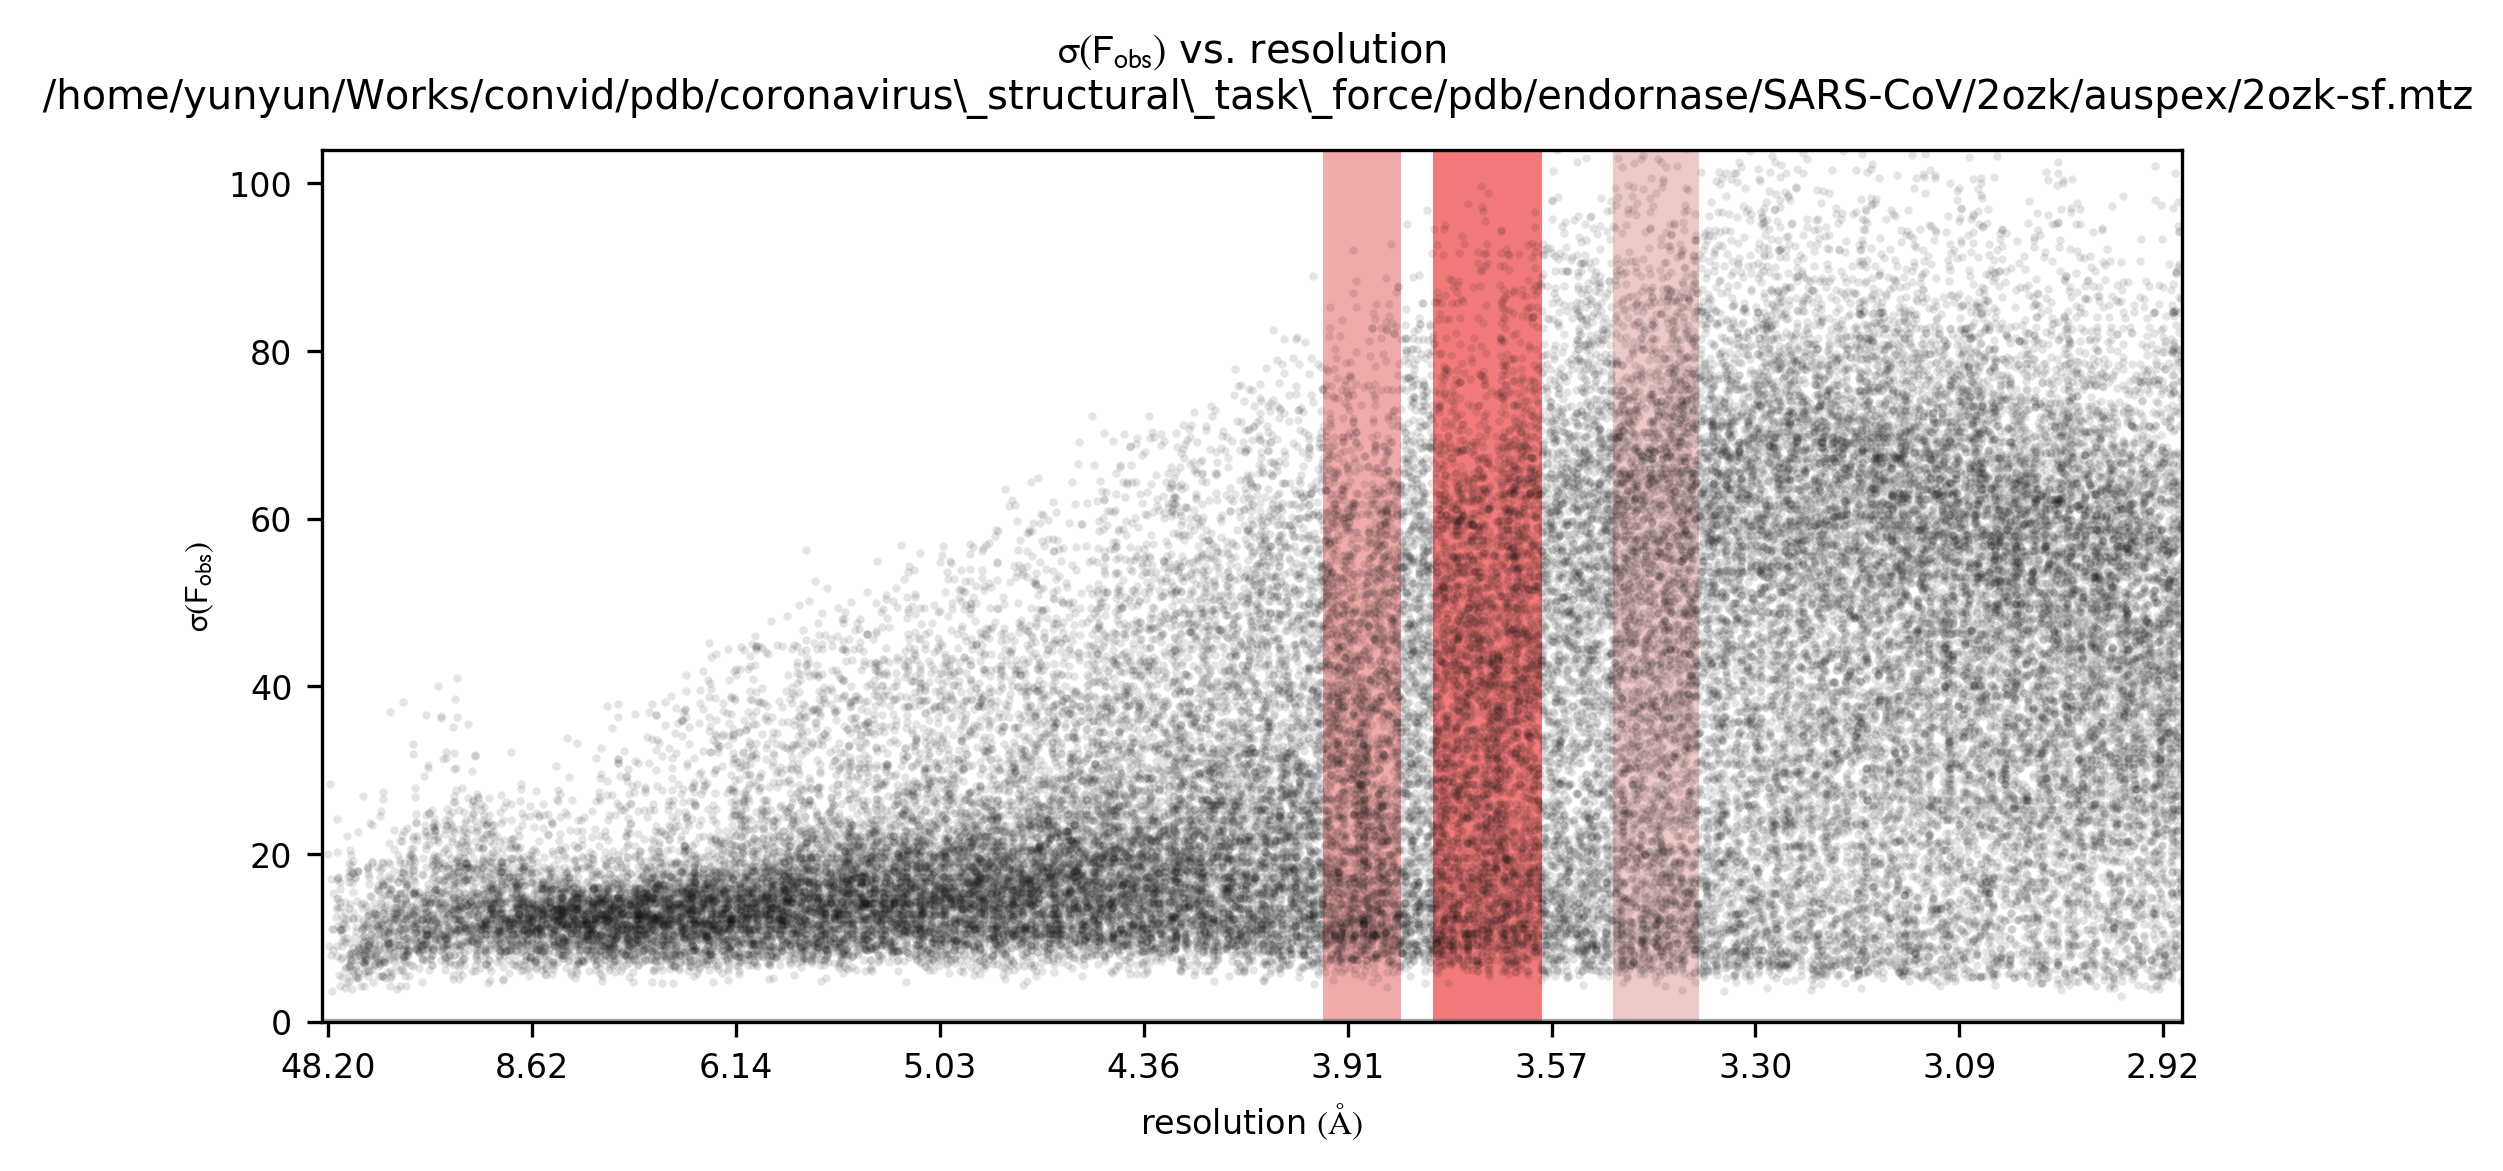 σ(Fobs) vs. resolution
/home/yunyun/Works/convid/pdb/coronavirus\_structural\_task\_force/pdb/endornase/SARS-CoV/2ozk/auspex/2ozk-sf.mtz
100
80
60
40
20
0
σ(Fobs)
48.20 8.62 6.14 5.03 4.36 3.91 3.57 3.30 3.09 2.92
resolution (Å)